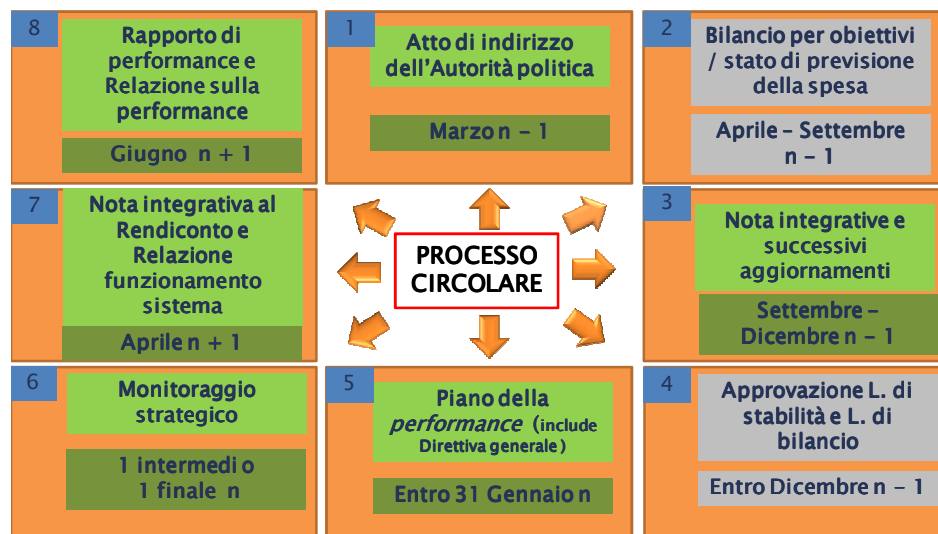 8
Rapporto di
performance e
Relazione sulla
performance
Giugno n + 1
1
Atto di indirizzo
dell'Autorità politica
Marzo n - 1
2
Bilancio per obiettivi
/ stato di previsione
della spesa
Aprile - Settembre
n - 1
7
Nota integrativa al
Rendiconto e
Relazione
funzionamento
sistema
Aprile n + 1
PROCESSO
CIRCOLARE
3
Nota integrative e
successivi
aggiornamenti
Settembre -
Dicembre n - 1
6
Monitoraggio
strategico
1 intermedio
1 finale n
5
Piano della
performance (include
Direttiva generale)
Entro 31 Gennaio n
4
Approvazione L. di
stabilità e L. di
bilancio
Entro Dicembre n - 1